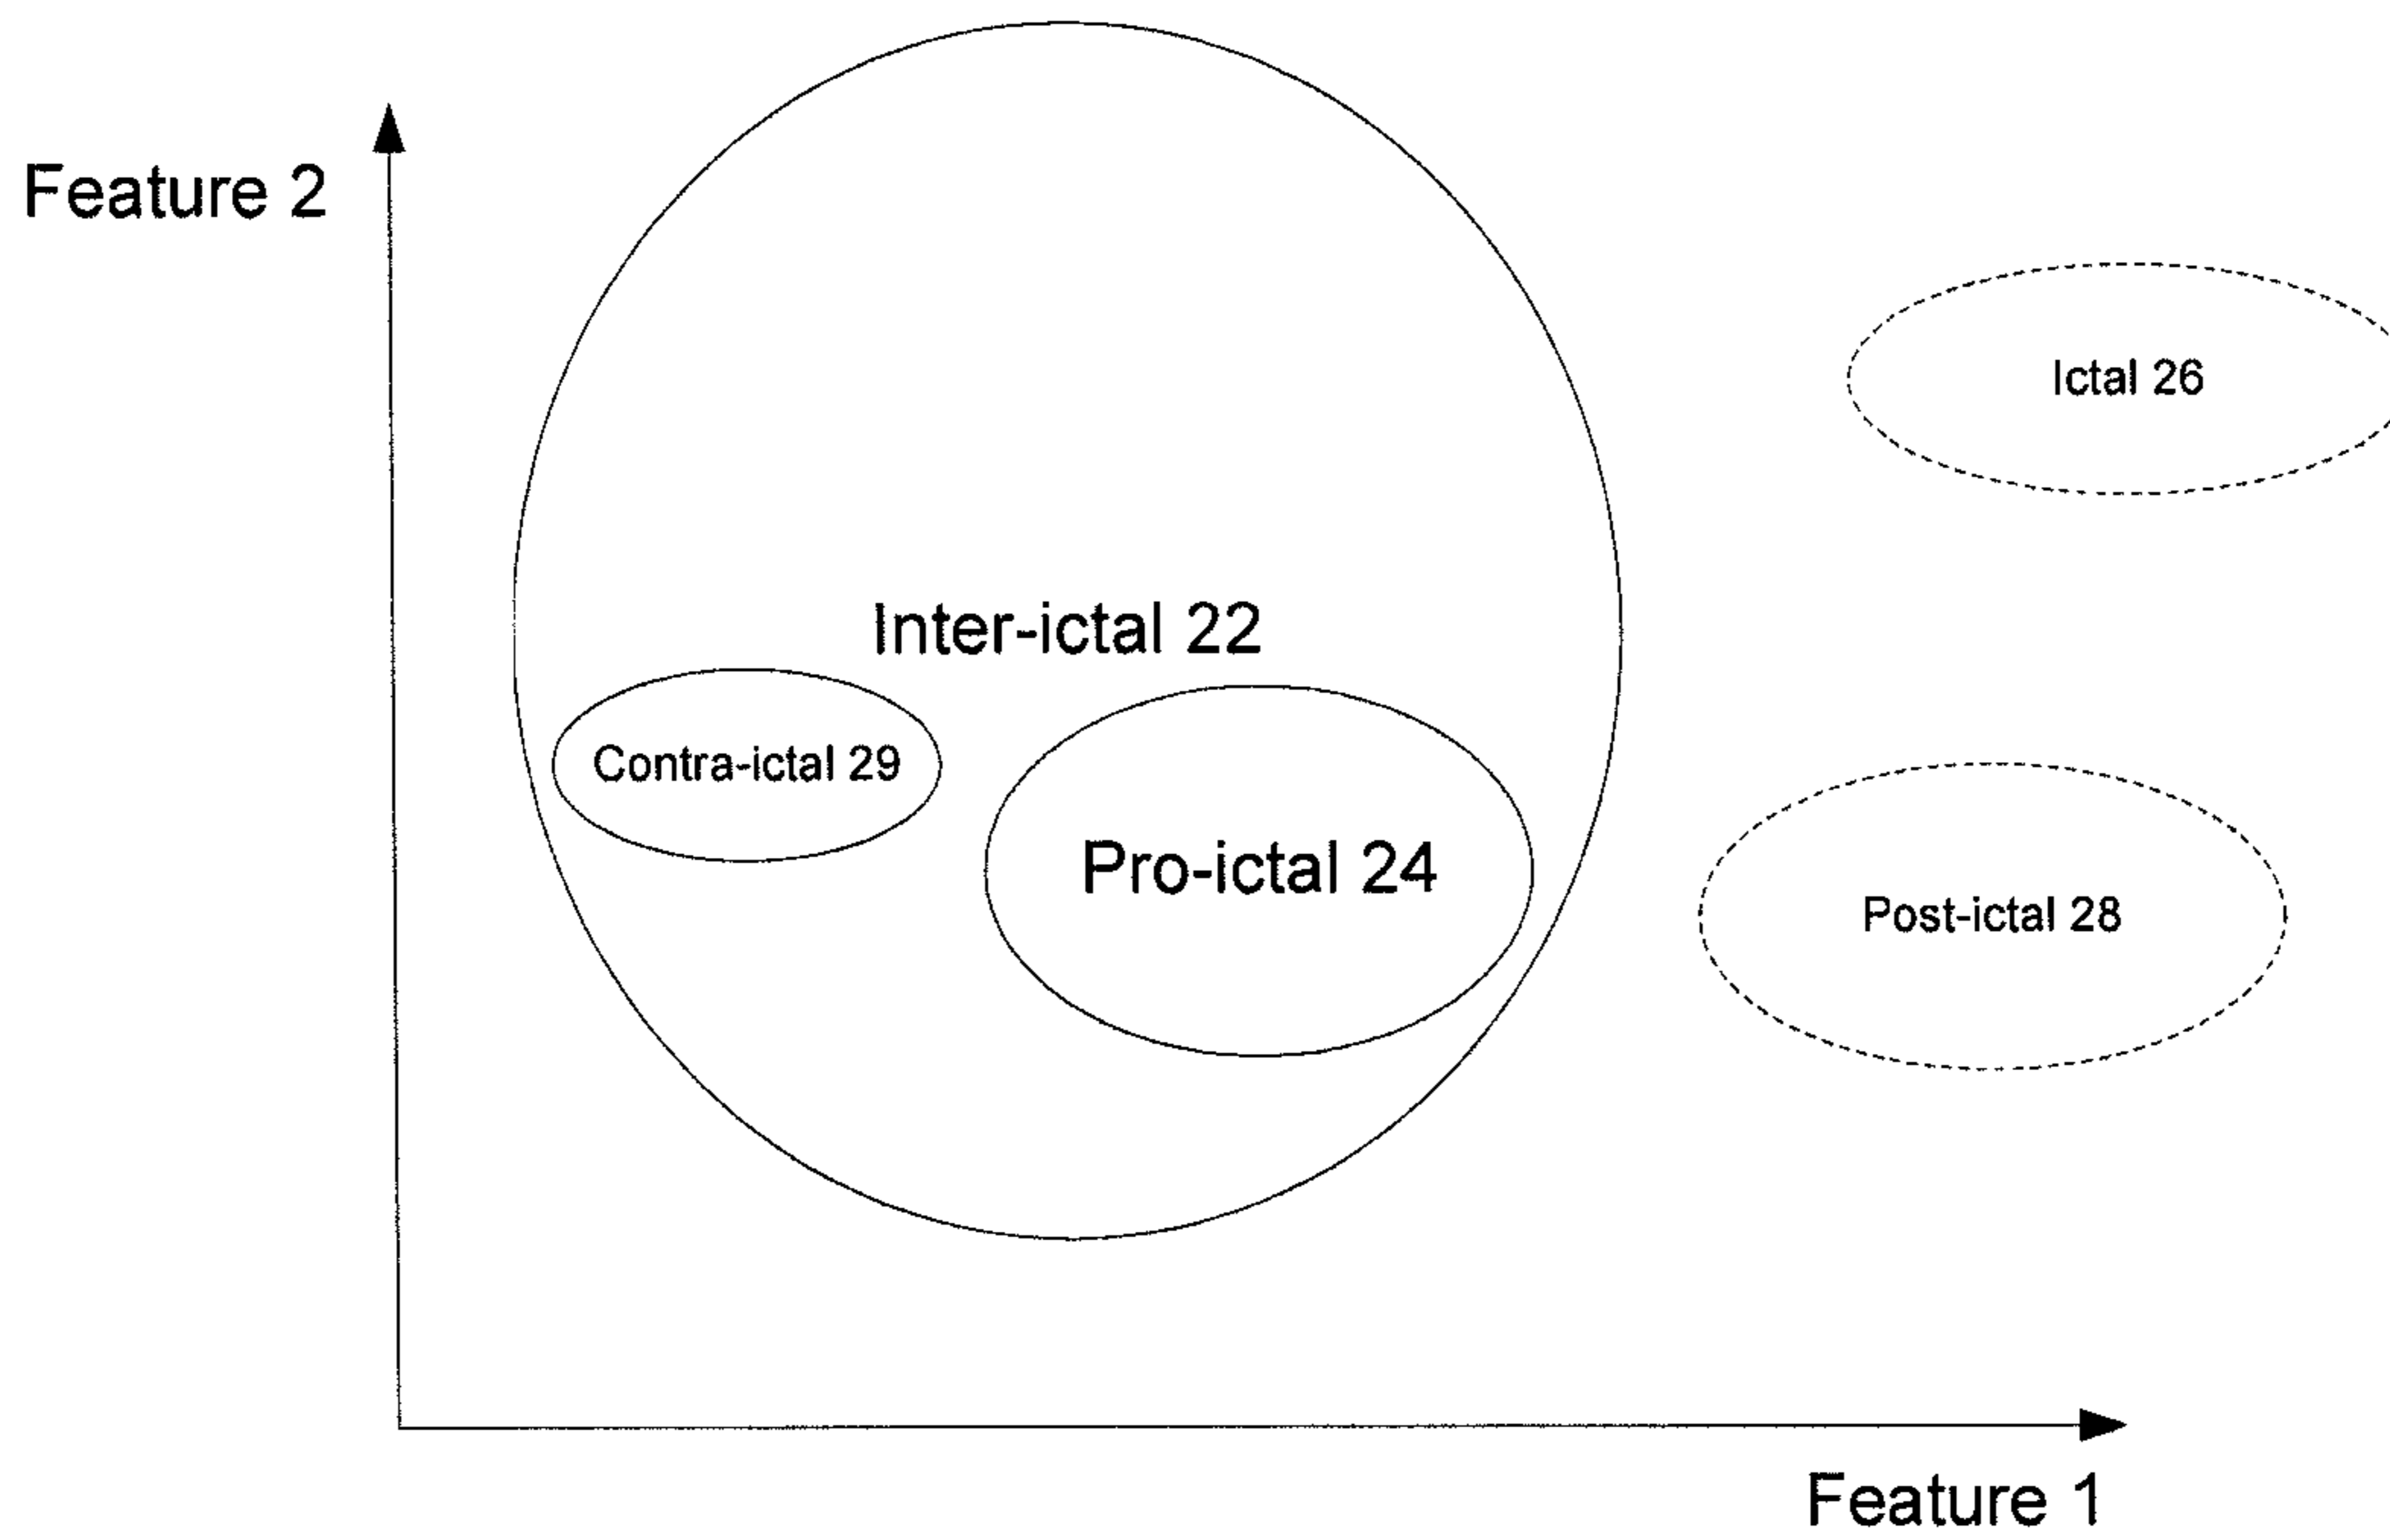 Feature 2
Ictal 26
Inter-ictal 22
Contra-ictal 29
Pro-ictal 24
Post-ictal 28
Feature 1